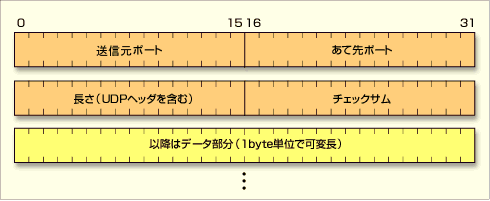 0 15 16 31
送信元ポート あて先ポート
長さ(UDPヘッダを含む) チェックサム
以降はデータ部分(1byte単位で可変長)